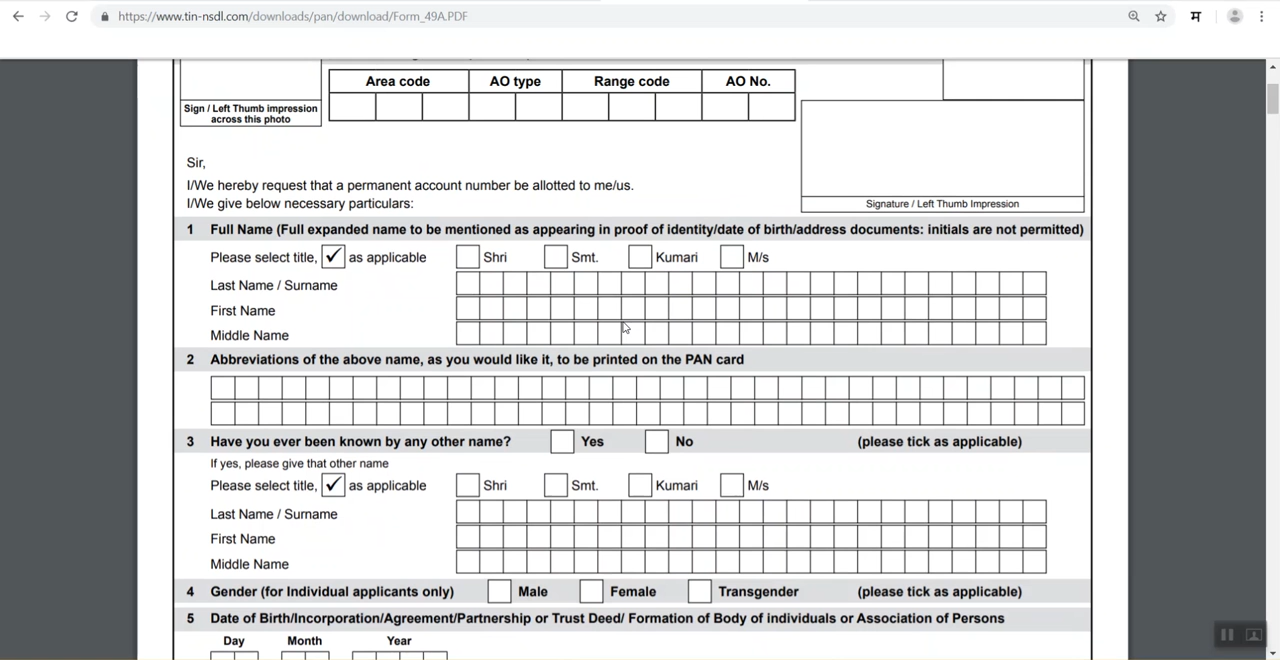 https://www.tin-nsdl.com/downloads/pan/download/Form_49A.PDF
म
Area code AO type Range code AO No.
Sign / Left Thumb impression
across this photo
Sir,
I/We hereby request that a permanent account number be allotted to me/us.
I/We give below necessary particulars:
Signature / Left Thumb Impression
1 Full Name (Full expanded name to be mentioned as appearing in proof of identity/date of birth/address documents: initials are not permitted)
Please select title, ✓ as applicable Shri Smt. Kumari M/s
Last Name / Surname
First Name
Middle Name
2 Abbreviations of the above name, as you would like it, to be printed on the PAN card
3 Have you ever been known by any other name? Yes No (please tick as applicable)
If yes, please give that other name
Please select title, ✓ as applicable Shri Smt. Kumari M/s
Last Name / Surname
First Name
Middle Name
4 Gender (for Individual applicants only) Male Female Transgender (please tick as applicable)
5 Date of Birth/Incorporation/Agreement/Partnership or Trust Deed/ Formation of Body of individuals or Association of Persons
Day Month Year